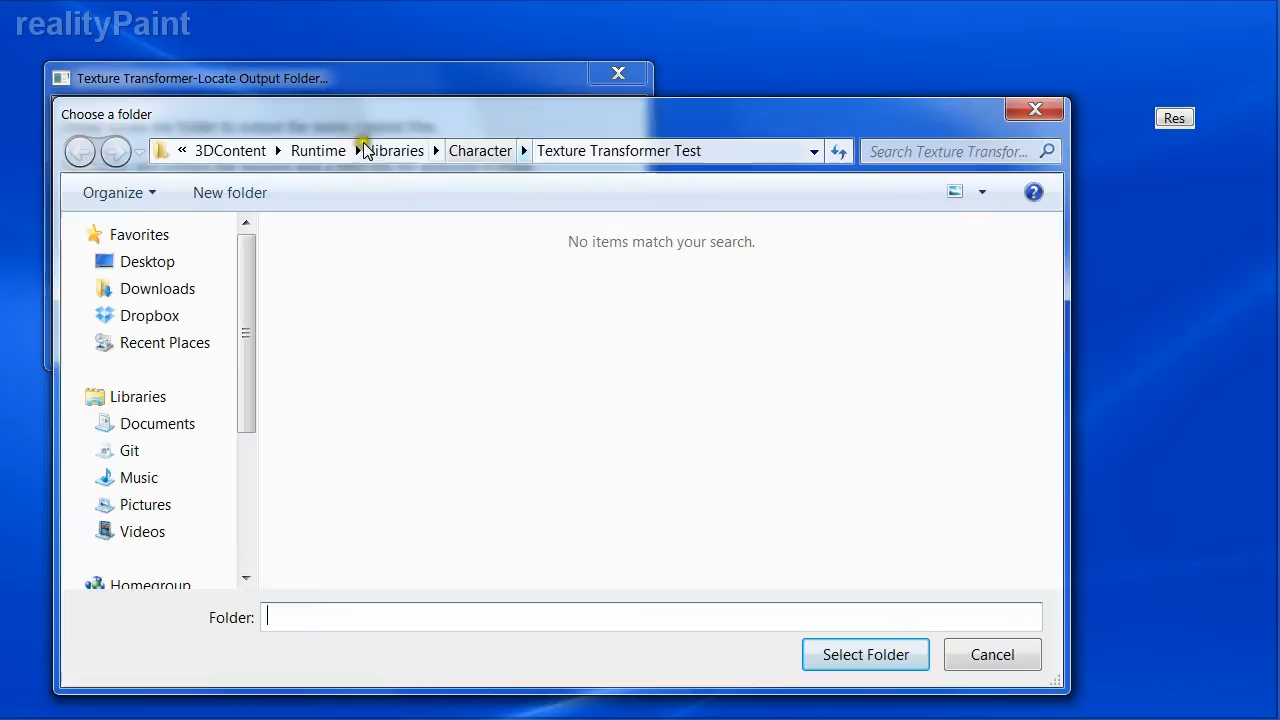 realityPaint
Texture Transformer-Locate Output Folder...
Res
Choose a folder
« 3DContent Runtime Libraries Character Texture Transformer Test Search Texture Transfor...
Organize New folder
Favorites
Desktop
Downloads
Dropbox
Recent Places
Libraries
Documents
Git
Music
Pictures
Videos
Homegroup
No items match your search.
Folder:
Select Folder Cancel